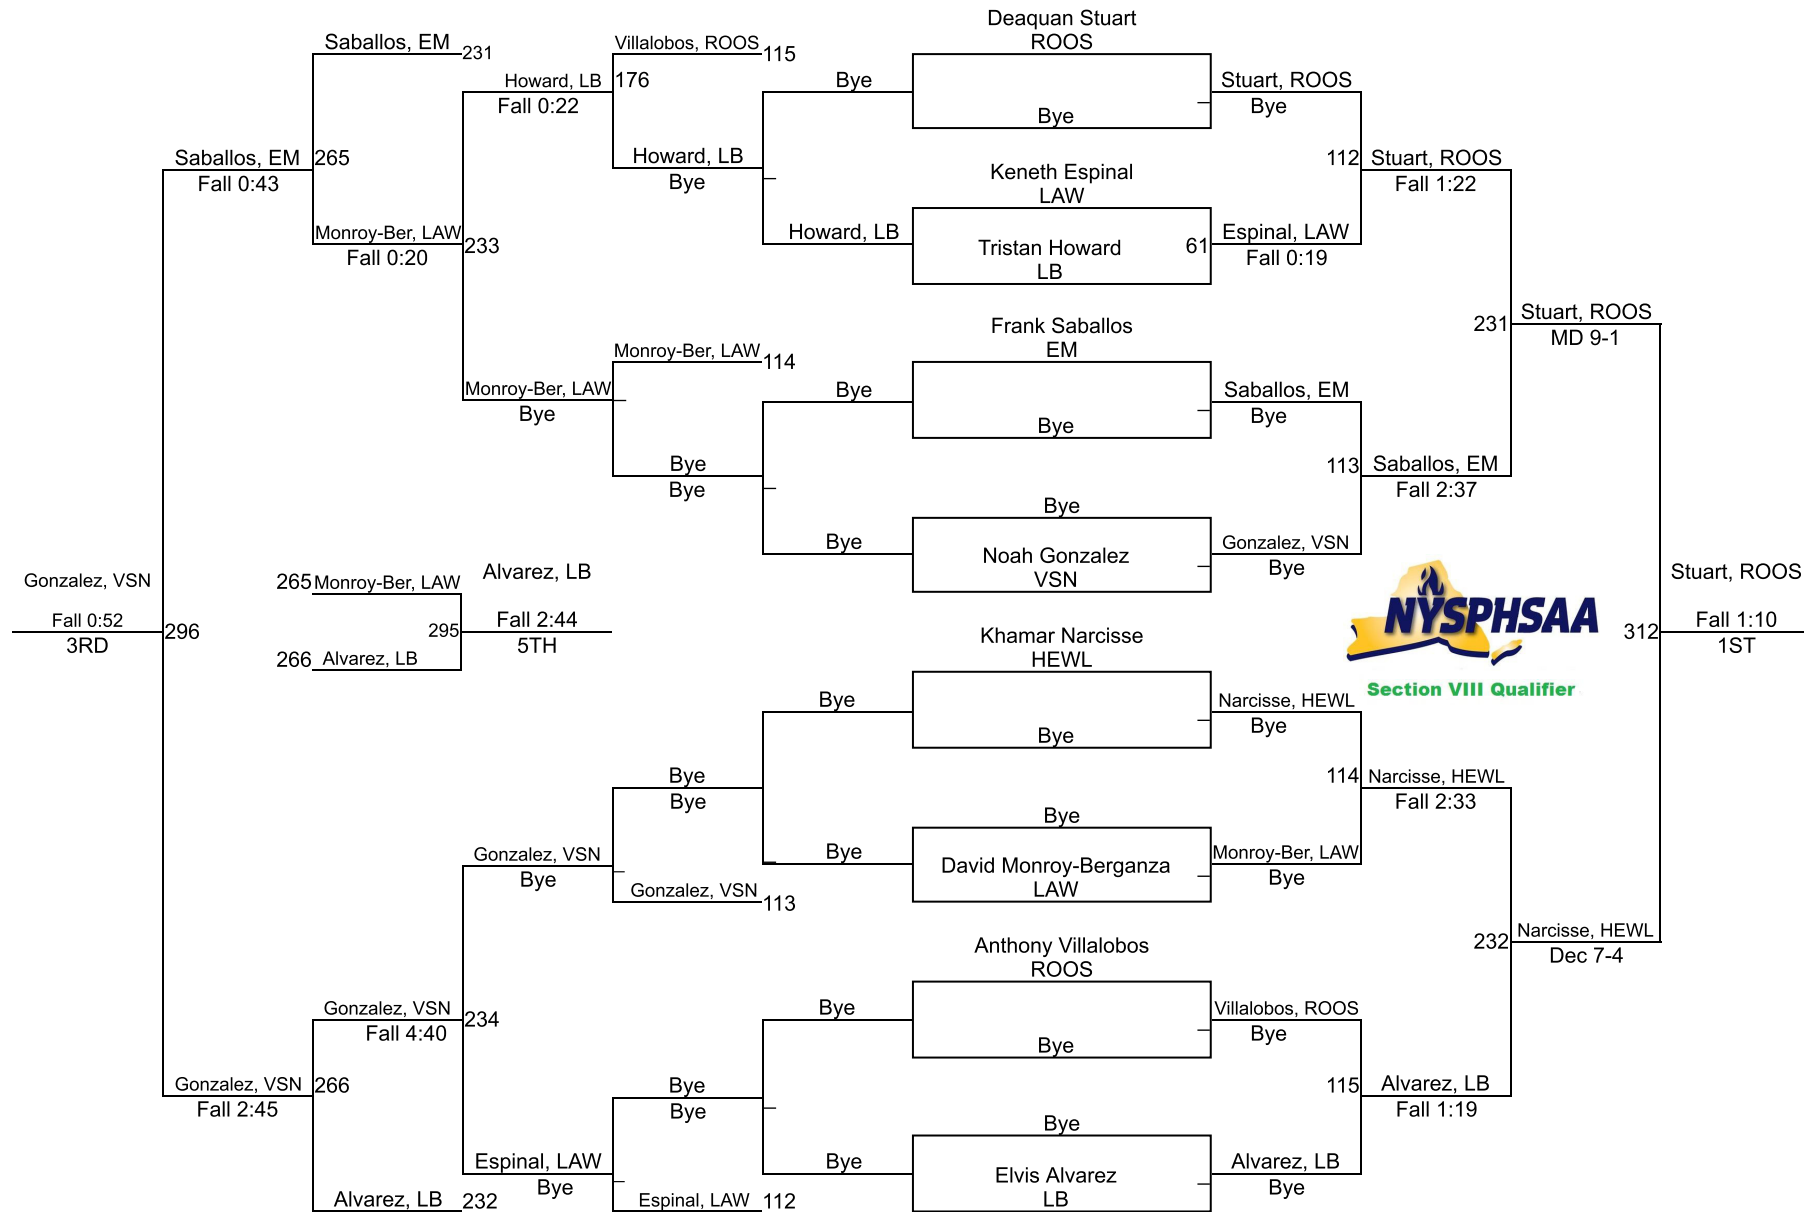 Deaquan Stuart
ROOS
Saballos, EM 231
Villalobos, ROOS 115
Howard, LB 176
Fall 0:22
Bye
Bye
Stuart, ROOS
Bye
Howard, LB
Bye
Saballos, EM 265
Fall 0:43
112 Stuart, ROOS
Fall 1:22
Keneth Espinal
LAW
Monroy-Ber, LAW 233
Fall 0:20
Howard, LB
Tristan Howard 61
LB
Espinal, LAW
Fall 0:19
Frank Saballos
EM
231 Stuart, ROOS
MD 9-1
Monroy-Ber, LAW 114
Monroy-Ber, LAW
Bye
Bye
Bye
Saballos, EM
Bye
Bye
Bye
113 Saballos, EM
Fall 2:37
Bye
Bye
Noah Gonzalez
VSN
Gonzalez, VSN
Bye
Gonzalez, VSN
Fall 0:52
3RD
296
265 Monroy-Ber, LAW
266 Alvarez, LB
295
Alvarez, LB
Fall 2:44
5TH
NYSPHSAA
Section VIII Qualifier
Stuart, ROOS
312 Fall 1:10
1ST
Khamar Narcisse
HEWL
Bye
Bye
Narcisse, HEWL
Bye
Bye
Bye
114 Narcisse, HEWL
Fall 2:33
Bye
Gonzalez, VSN
Bye
Bye
David Monroy-Berganza
LAW
Monroy-Ber, LAW
Bye
Gonzalez, VSN 113
Anthony Villalobos
ROOS
232 Narcisse, HEWL
Dec 7-4
Gonzalez, VSN 234
Fall 4:40
Bye
Bye
Villalobos, ROOS
Bye
Gonzalez, VSN 266
Fall 2:45
Bye
Bye
115 Alvarez, LB
Fall 1:19
Bye
Espinal, LAW
Bye
Bye
Elvis Alvarez
LB
Alvarez, LB
Bye
Alvarez, LB 232
Espinal, LAW 112